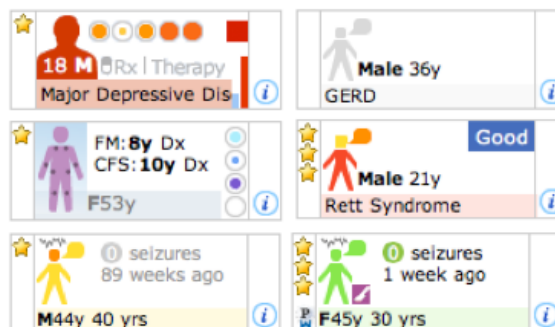 18 M Rx | Therapy
Major Depressive Dis
i
Male 36y
GERD
i
FM: 8y Dx
CFS: 10y Dx
F53y
i
Good
Male 21y
Rett Syndrome
i
0 seizures
89 weeks ago
M44y 40 yrs
i
0 seizures
1 week ago
F45y 30 yrs
i